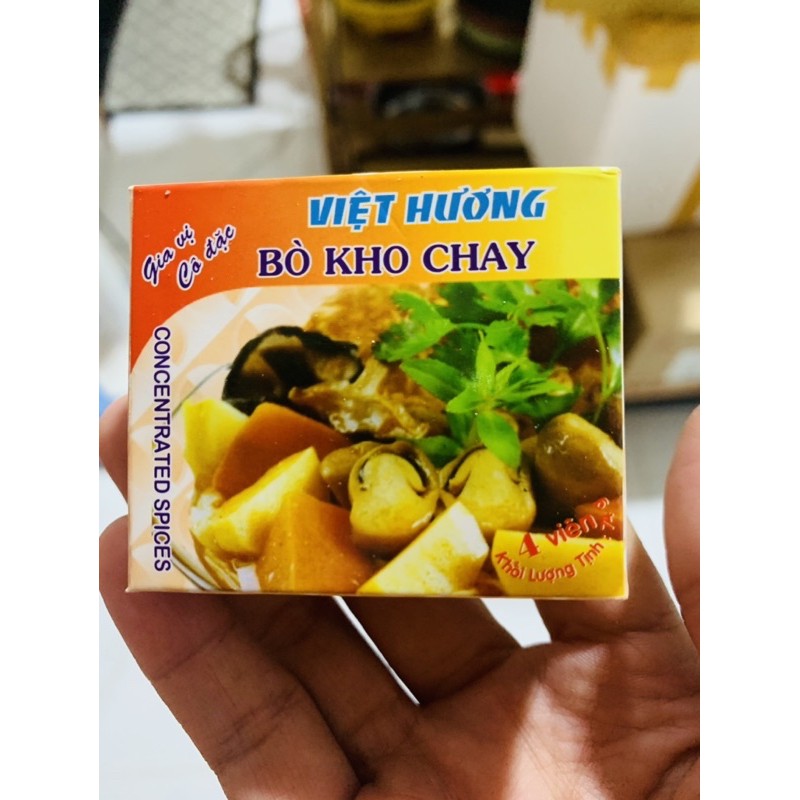 VIỆT HƯƠNG
Gia vị
Cô đặc
BÒ KHO CHAY
CONCENTRATED SPICES
4 viên
Khối Lượng Tịnh